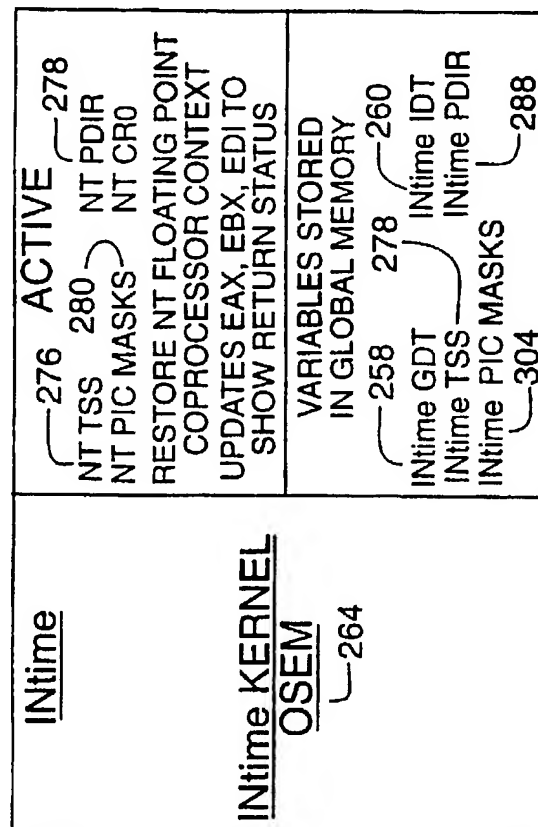 INtime
INtime KERNEL
OSEM
264
276 ACTIVE
NT TSS 280 NT PDIR 278
NT PIC MASKS NT CR0
RESTORE NT FLOATING POINT
COPROCESSOR CONTEXT
UPDATES EAX, EBX, EDI TO
SHOW RETURN STATUS
VARIABLES STORED
IN GLOBAL MEMORY
258 278 260
INtime GDT INtime IDT
INtime TSS INtime PDIR
INtime PIC MASKS 288
304